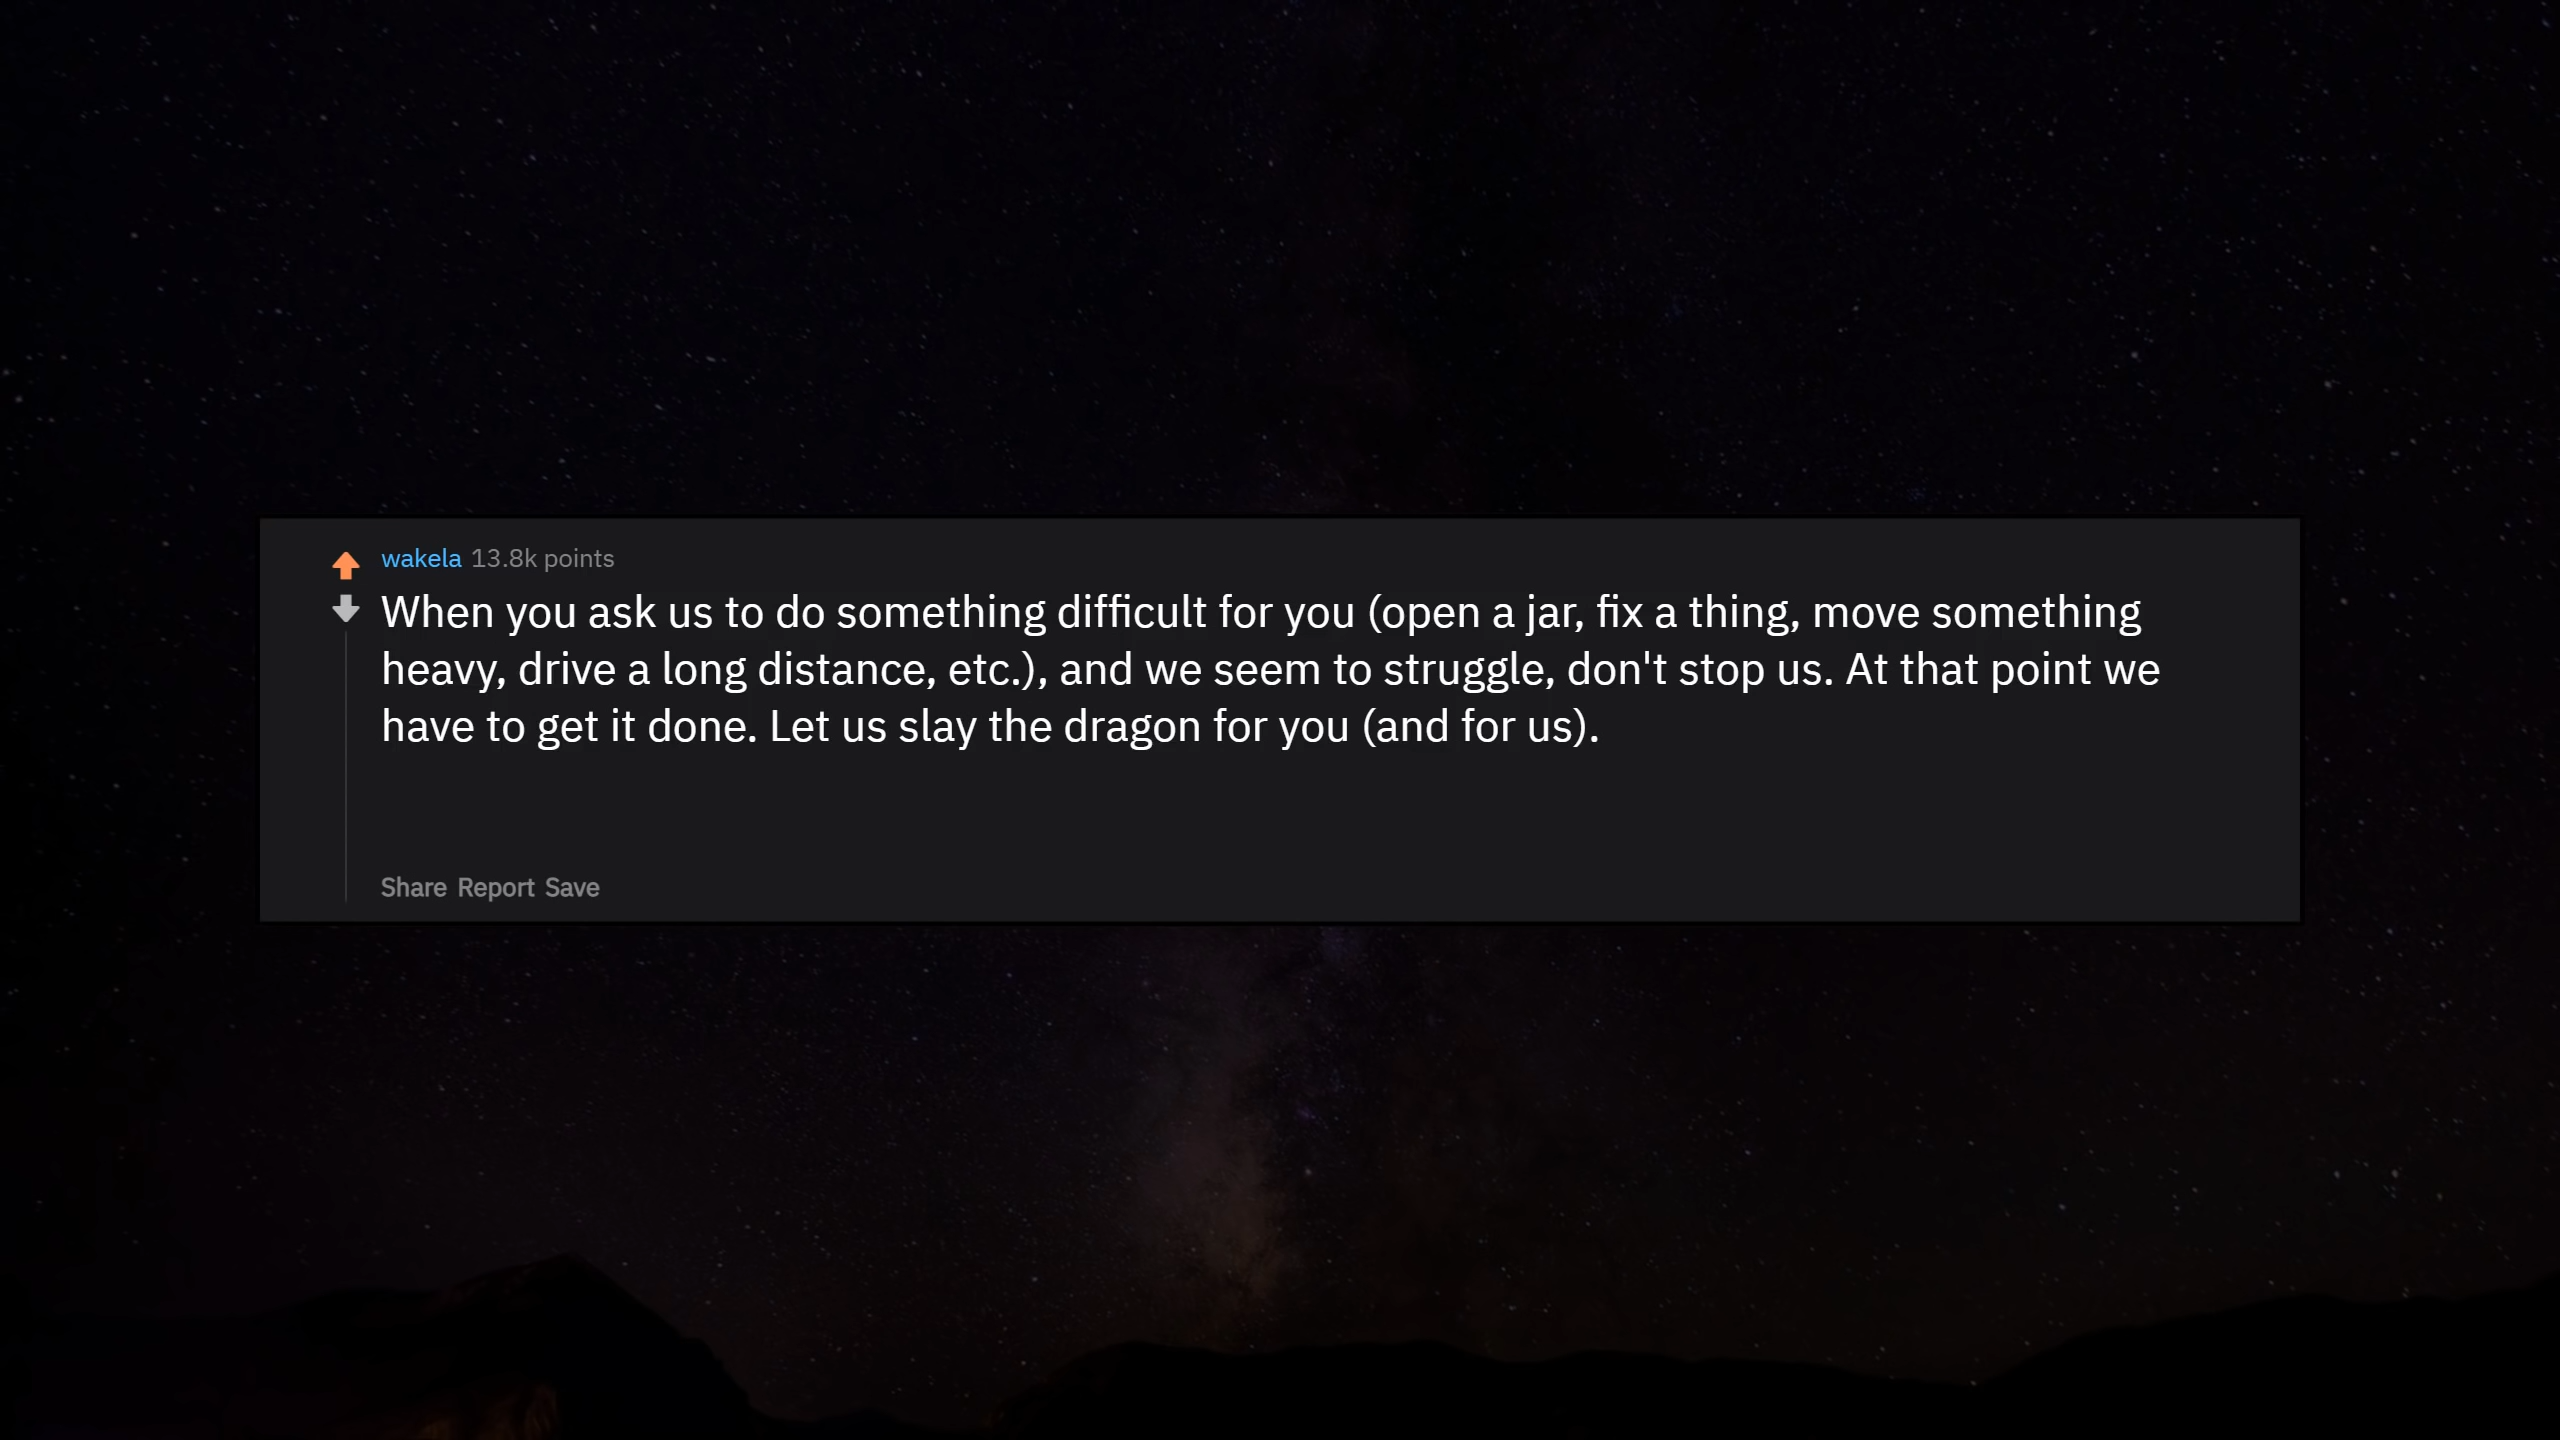 wakela 13.8k points
When you ask us to do something difficult for you (open a jar, fix a thing, move something
heavy, drive a long distance, etc.), and we seem to struggle, don't stop us. At that point we
have to get it done. Let us slay the dragon for you (and for us).
Share Report Save